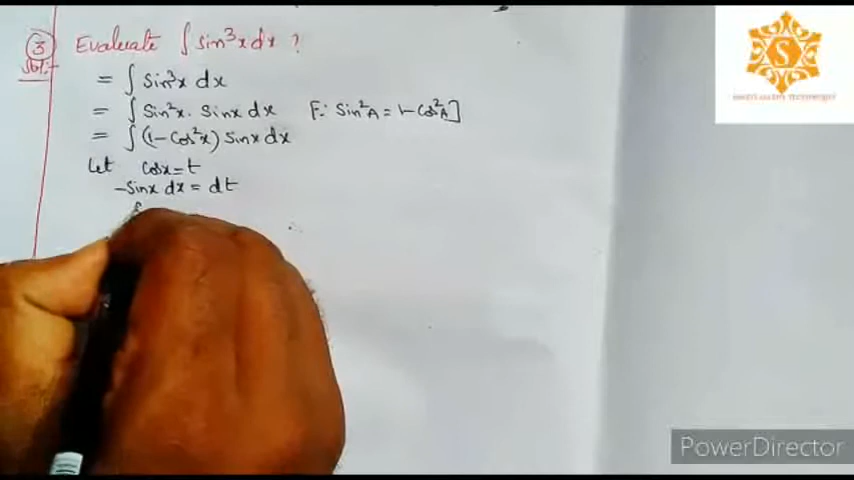 ③ Evaluate ∫ sin³x dx ?
Sol:-
= ∫ Sin³x dx
= ∫ Sin²x . Sinx dx [∵ Sin²A = 1-Cos²A]
= ∫ (1-Cos²x) Sinx dx
Let Cosx = t
-Sinx dx = dt
S
PowerDirector